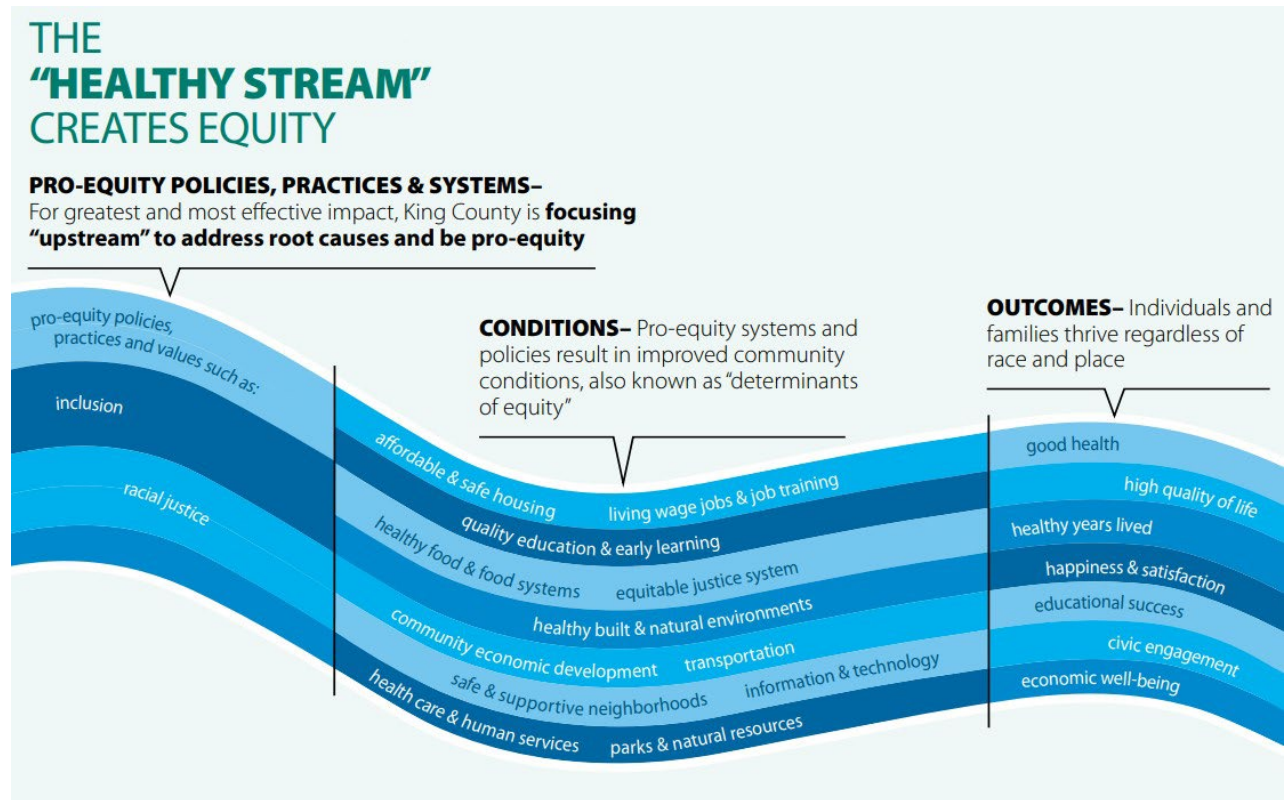 THE
“HEALTHY STREAM”
CREATES EQUITY
PRO-EQUITY POLICIES, PRACTICES & SYSTEMS–
For greatest and most effective impact, King County is focusing
“upstream” to address root causes and be pro-equity
pro-equity policies,
practices and values such as:
inclusion
racial justice
CONDITIONS– Pro-equity systems and
policies result in improved community
conditions, also known as “determinants
of equity”
affordable & safe housing
living wage jobs & job training
quality education & early learning
healthy food & food systems
equitable justice system
healthy built & natural environments
community economic development
transportation
safe & supportive neighborhoods
information & technology
health care & human services
parks & natural resources
OUTCOMES– Individuals and
families thrive regardless of
race and place
good health
high quality of life
healthy years lived
happiness & satisfaction
educational success
civic engagement
economic well-being